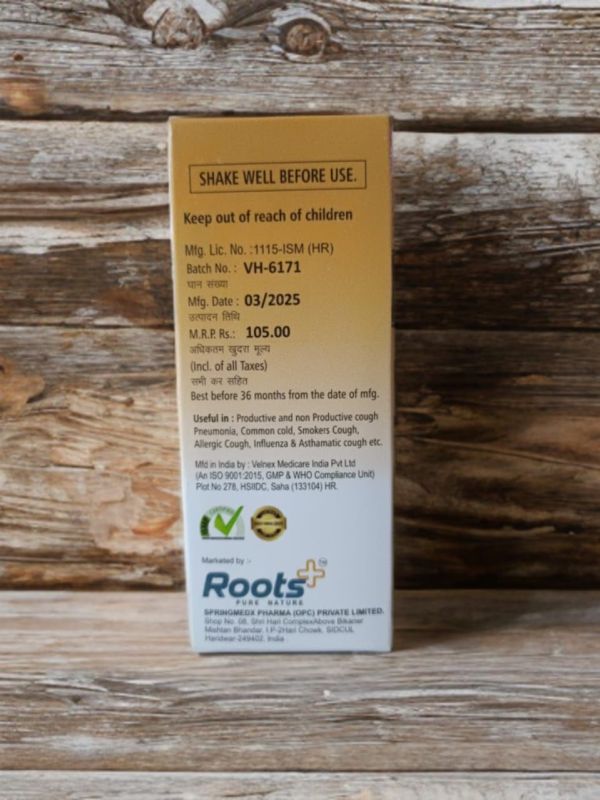 SHAKE WELL BEFORE USE.
Keep out of reach of children
Mfg. Lic. No. :1115-ISM (HR)
Batch No. : VH-6171
घान संख्या
Mfg. Date : 03/2025
उत्पादन तिथि
M.R.P. Rs.: 105.00
अधिकतम खुदरा मूल्य
(Incl. of all Taxes)
सभी कर सहित
Best before 36 months from the date of mfg.
Useful in : Productive and non Productive cough
Pneumonia, Common cold, Smokers Cough,
Allergic Cough, Influenza & Asthamatic cough etc.
Mfd in India by : Velnex Medicare India Pvt Ltd
(An ISO 9001:2015, GMP & WHO Compliance Unit)
Plot No 278, HSIIDC, Saha (133104) HR.
CERTIFIED
Marketed by :-
Roots+
PURE NATURE
SPRINGMEDX PHARMA (OPC) PRIVATE LIMITED.
Shop No. 08, Shri Hari ComplexAbove Bikaner
Mishtan Bhandar, I.P-2Hari Chowk, SIDCUL
Haridwar-249402, India